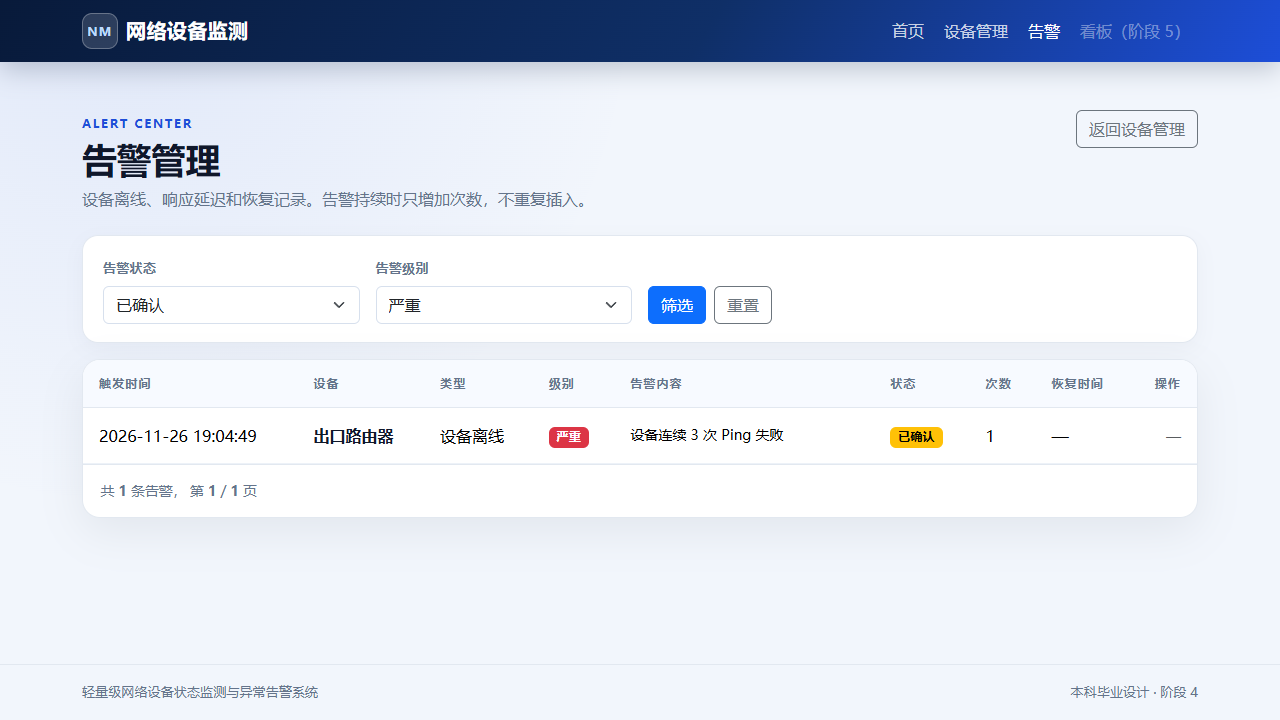 NM 网络设备监测 首页 设备管理 告警 看板（阶段 5）
ALERT CENTER
返回设备管理
告警管理
设备离线、响应延迟和恢复记录。告警持续时只增加次数，不重复插入。
告警状态 告警级别
已确认 严重 筛选 重置
触发时间 设备 类型 级别 告警内容 状态 次数 恢复时间 操作
2026-11-26 19:04:49 出口路由器 设备离线 严重 设备连续 3 次 Ping 失败 已确认 1 — —
共 1 条告警， 第 1 / 1 页
轻量级网络设备状态监测与异常告警系统 本科毕业设计 · 阶段 4